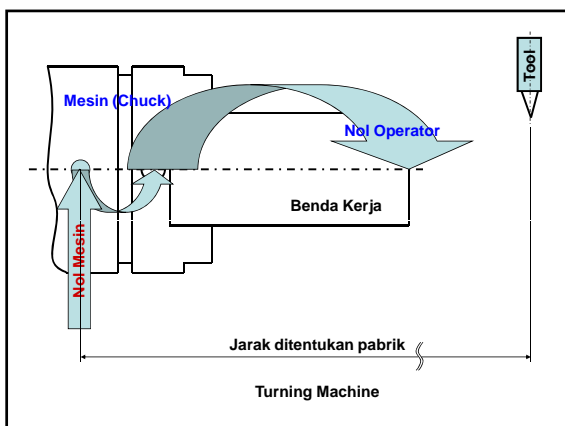 Tool
Mesin (Chuck)
Nol Operator
Benda Kerja
Nol Mesin
Jarak ditentukan pabrik
Turning Machine